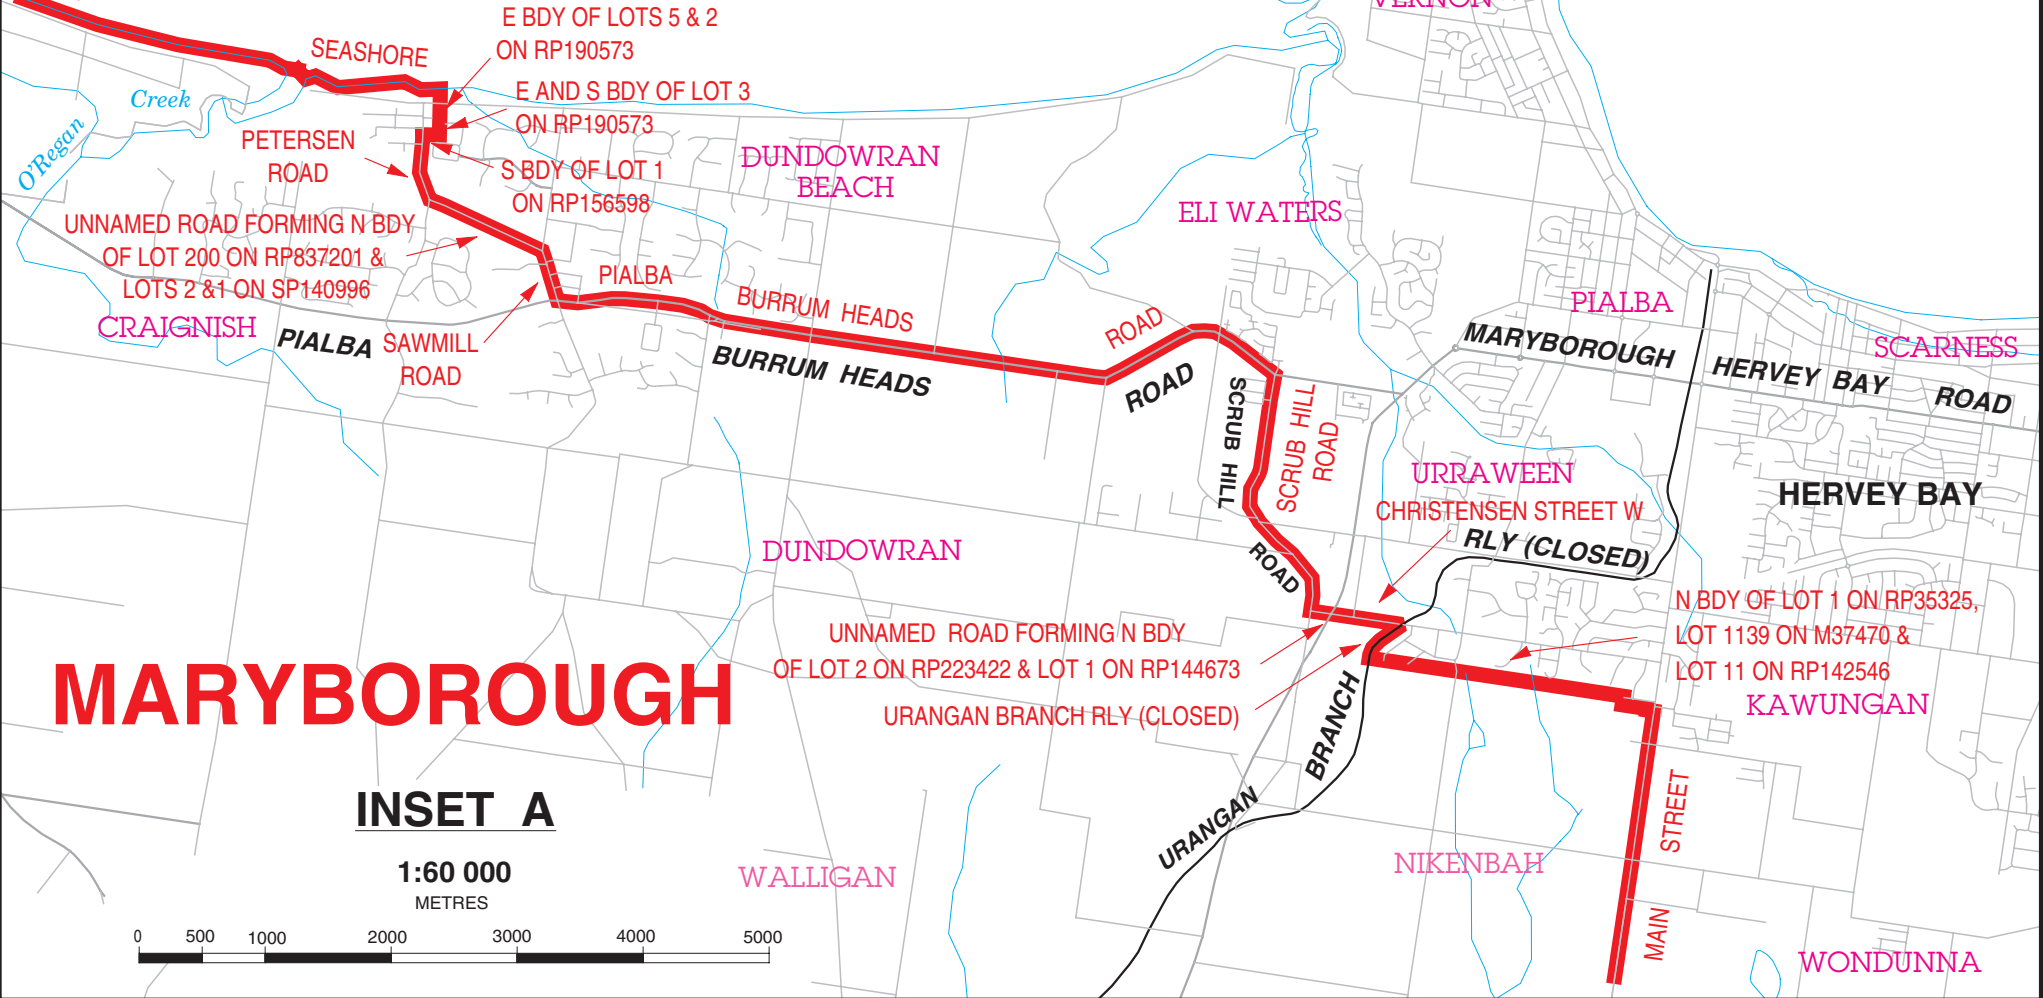 VERNON
E BDY OF LOTS 5 & 2
ON RP190573
SEASHORE
E AND S BDY OF LOT 3
ON RP190573
Creek
O'Regan
PETERSEN
ROAD
S BDY OF LOT 1
ON RP156598
DUNDOWRAN
BEACH
ELI WATERS
UNNAMED ROAD FORMING N BDY
OF LOT 200 ON RP837201 &
LOTS 2 &1 ON SP140996
CRAIGNISH
PIALBA
SAWMILL
ROAD
PIALBA
BURRUM HEADS
ROAD
BURRUM HEADS
ROAD
PIALBA
SCARNESS
MARYBOROUGH
HERVEY BAY
ROAD
SCRUB HILL
ROAD
SCRUB HILL
ROAD
URRAWEEN
HERVEY BAY
CHRISTENSEN STREET W
RLY (CLOSED)
DUNDOWRAN
N BDY OF LOT 1 ON RP35325,
LOT 1139 ON M37470 &
LOT 11 ON RP142546
KAWUNGAN
UNNAMED ROAD FORMING N BDY
OF LOT 2 ON RP223422 & LOT 1 ON RP144673
URANGAN BRANCH RLY (CLOSED)
MARYBOROUGH
URANGAN
BRANCH
INSET A
1:60 000
METRES
0 500 1000 2000 3000 4000 5000
WALLIGAN
NIKENBAH
MAIN
STREET
WONDUNNA